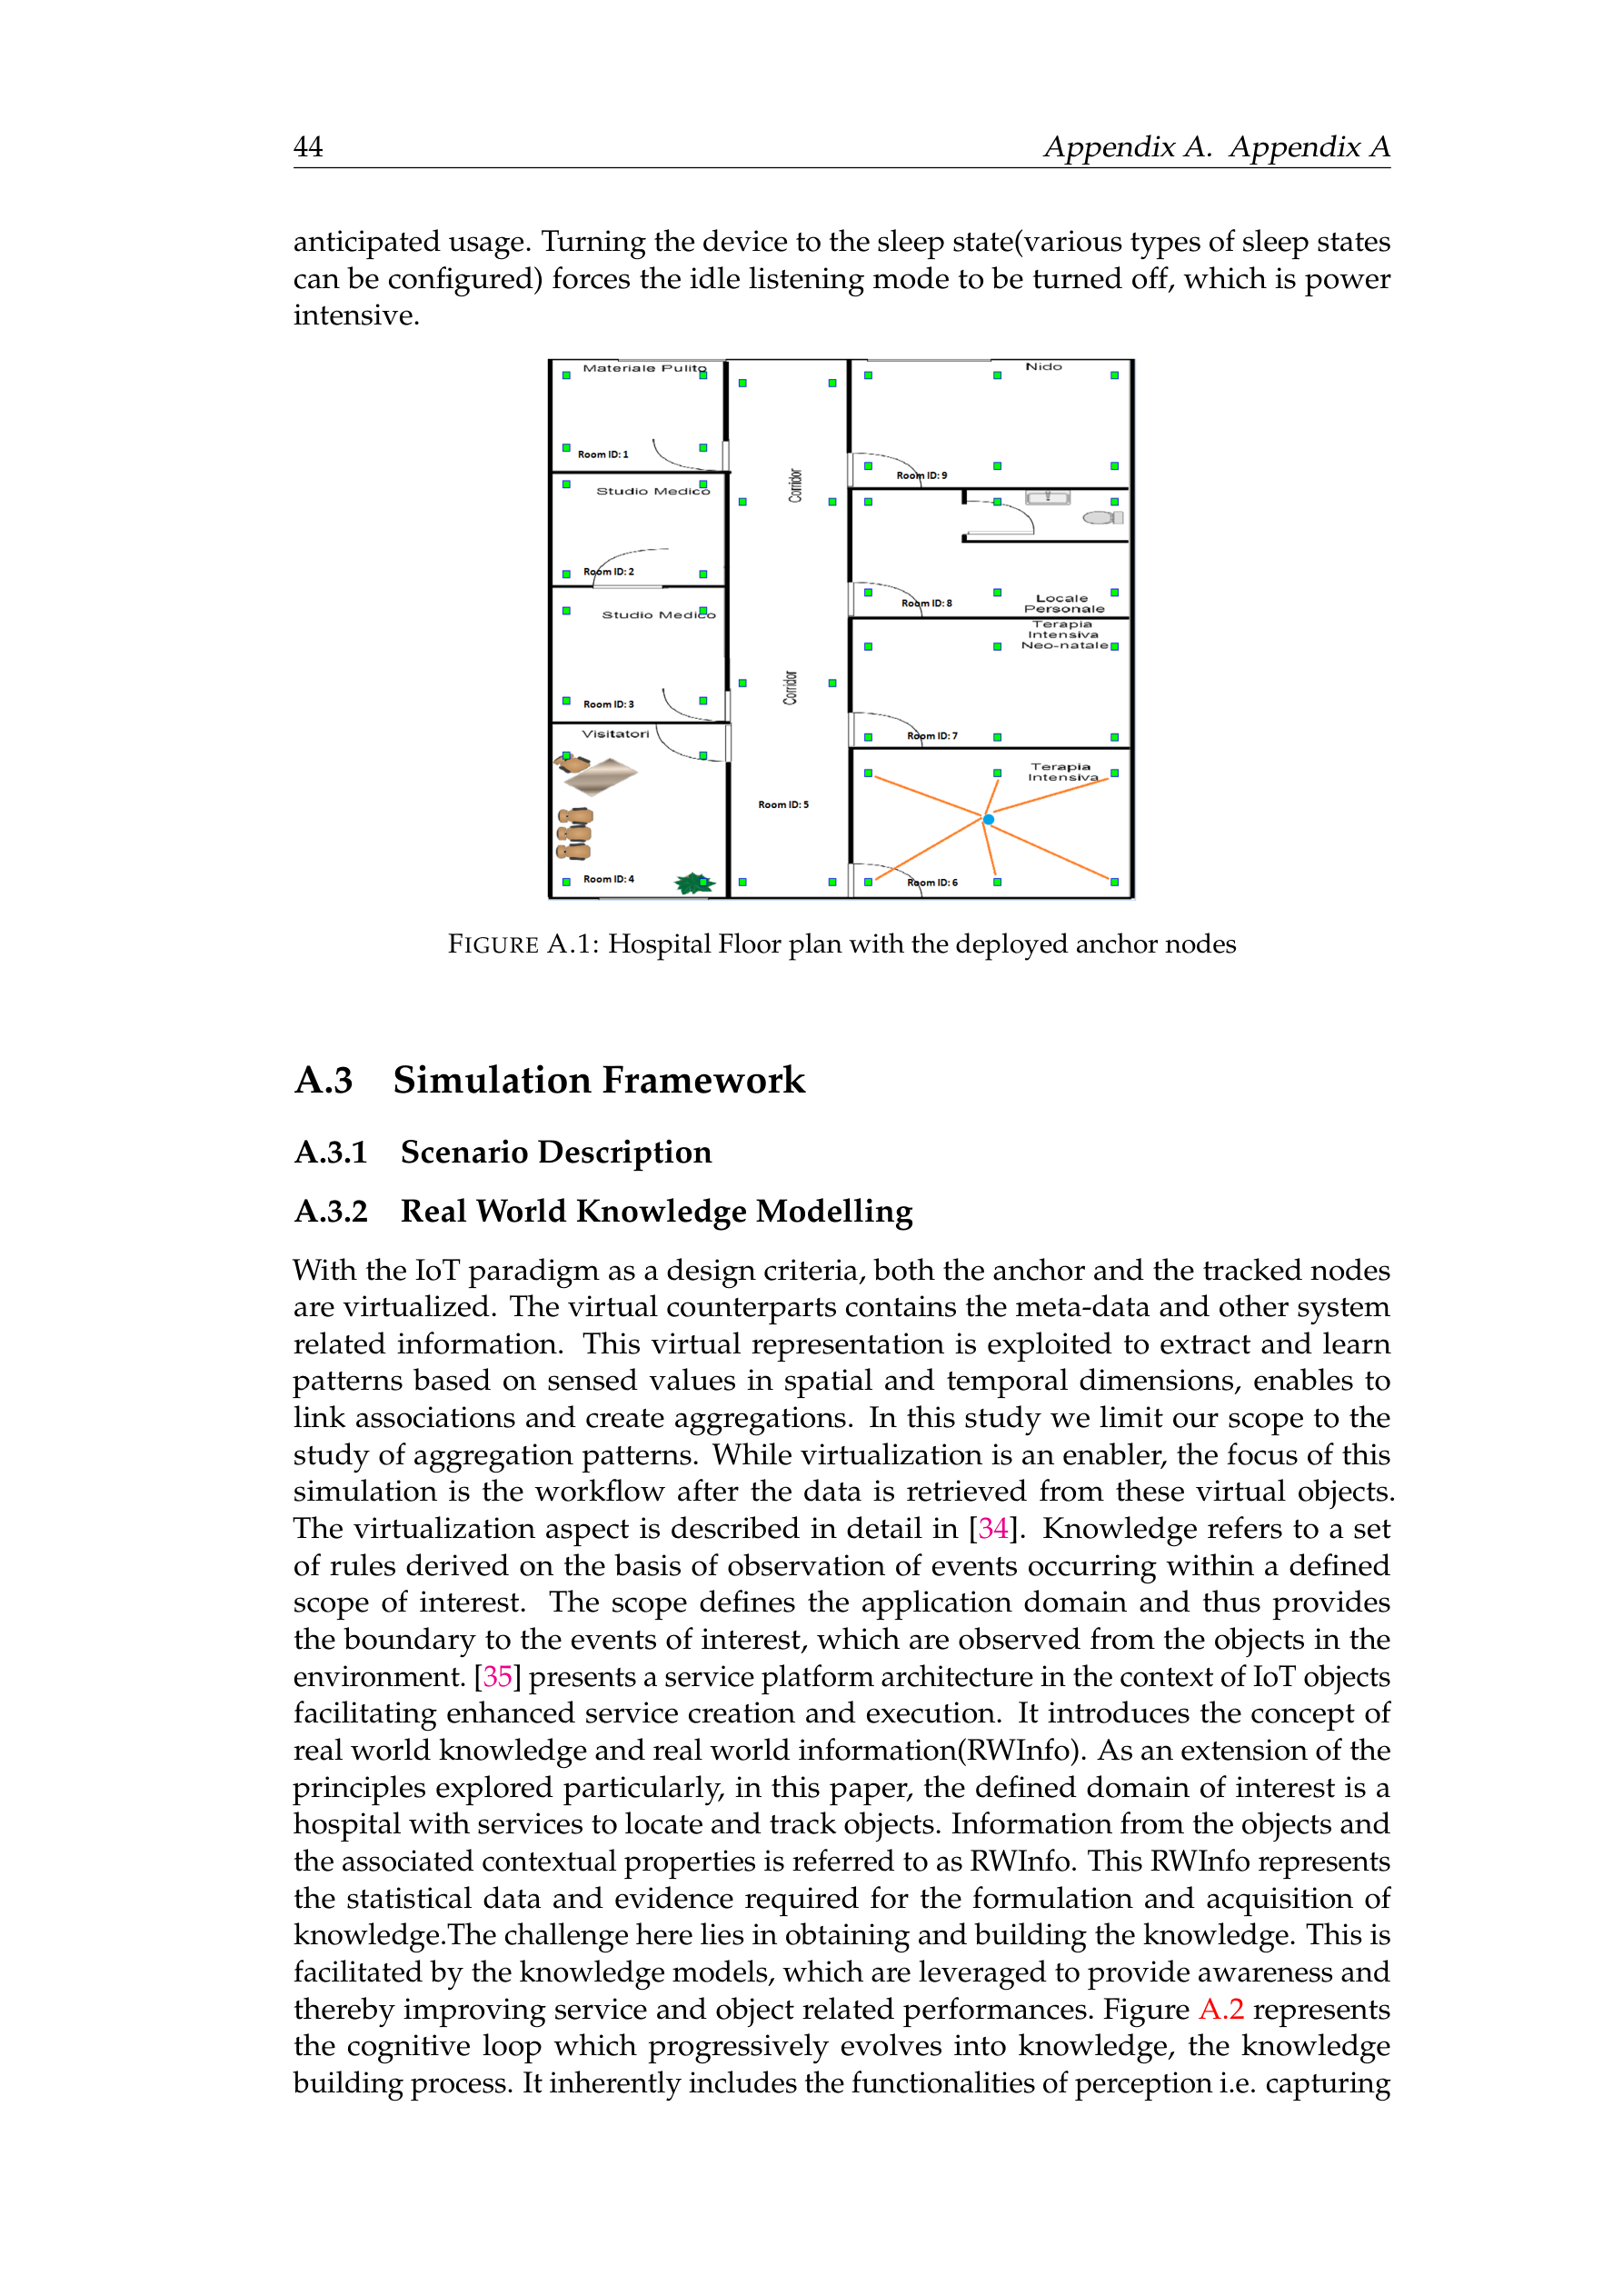 44
Appendix A. Appendix A
anticipated usage. Turning the device to the sleep state(various types of sleep states
can be configured) forces the idle listening mode to be turned off, which is power
intensive.
Materiale Pulito
Room ID: 1
Studio Medico
Room ID: 2
Studio Medico
Room ID: 3
Visitatori
Room ID: 4
Corridor
Corridor
Room ID: 5
Nido
Room ID: 9
Room ID: 8
Locale
Personale
Terapia
Intensiva
Neo-natale
Room ID: 7
Terapia
Intensiva
Room ID: 6
FIGURE A.1: Hospital Floor plan with the deployed anchor nodes
A.3 Simulation Framework
A.3.1 Scenario Description
A.3.2 Real World Knowledge Modelling
With the IoT paradigm as a design criteria, both the anchor and the tracked nodes
are virtualized. The virtual counterparts contains the meta-data and other system
related information. This virtual representation is exploited to extract and learn
patterns based on sensed values in spatial and temporal dimensions, enables to
link associations and create aggregations. In this study we limit our scope to the
study of aggregation patterns. While virtualization is an enabler, the focus of this
simulation is the workflow after the data is retrieved from these virtual objects.
The virtualization aspect is described in detail in [34]. Knowledge refers to a set
of rules derived on the basis of observation of events occurring within a defined
scope of interest. The scope defines the application domain and thus provides
the boundary to the events of interest, which are observed from the objects in the
environment. [35] presents a service platform architecture in the context of IoT objects
facilitating enhanced service creation and execution. It introduces the concept of
real world knowledge and real world information(RWInfo). As an extension of the
principles explored particularly, in this paper, the defined domain of interest is a
hospital with services to locate and track objects. Information from the objects and
the associated contextual properties is referred to as RWInfo. This RWInfo represents
the statistical data and evidence required for the formulation and acquisition of
knowledge.The challenge here lies in obtaining and building the knowledge. This is
facilitated by the knowledge models, which are leveraged to provide awareness and
thereby improving service and object related performances. Figure A.2 represents
the cognitive loop which progressively evolves into knowledge, the knowledge
building process. It inherently includes the functionalities of perception i.e. capturing